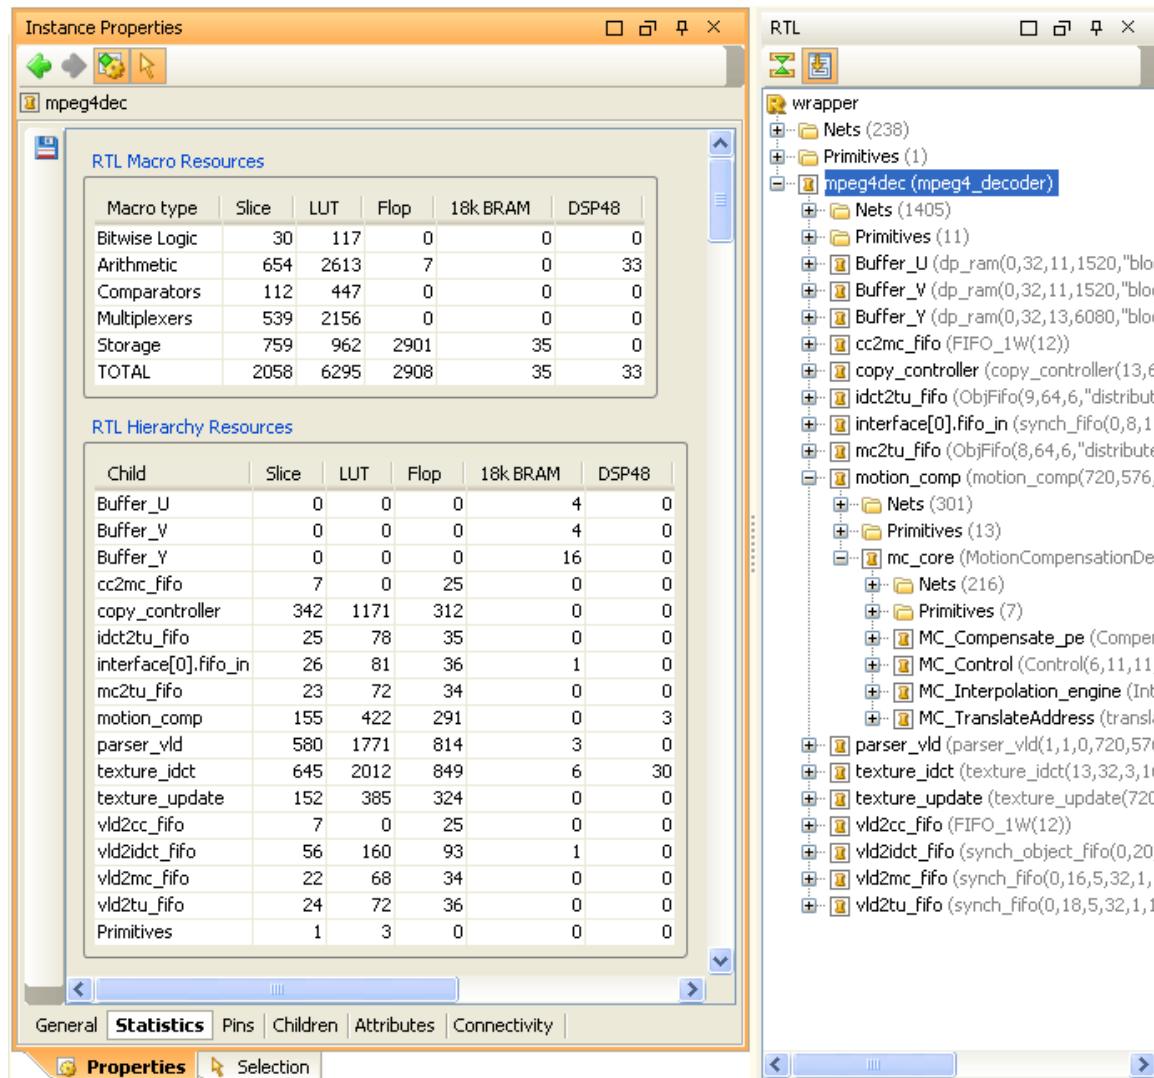 Instance Properties
mpeg4dec
RTL Macro Resources
Macro type Slice LUT Flop 18k BRAM DSP48
Bitwise Logic 30 117 0 0 0
Arithmetic 654 2613 7 0 33
Comparators 112 447 0 0 0
Multiplexers 539 2156 0 0 0
Storage 759 962 2901 35 0
TOTAL 2058 6295 2908 35 33
RTL Hierarchy Resources
Child Slice LUT Flop 18k BRAM DSP48
Buffer_U 0 0 0 4 0
Buffer_V 0 0 0 4 0
Buffer_Y 0 0 0 16 0
cc2mc_fifo 7 0 25 0 0
copy_controller 342 1171 312 0 0
idct2tu_fifo 25 78 35 0 0
interface[0].fifo_in 26 81 36 1 0
mc2tu_fifo 23 72 34 0 0
motion_comp 155 422 291 0 3
parser_vld 580 1771 814 3 0
texture_idct 645 2012 849 6 30
texture_update 152 385 324 0 0
vld2cc_fifo 7 0 25 0 0
vld2idct_fifo 56 160 93 1 0
vld2mc_fifo 22 68 34 0 0
vld2tu_fifo 24 72 36 0 0
Primitives 1 3 0 0 0
General Statistics Pins Children Attributes Connectivity
Properties Selection
RTL
wrapper
Nets (238)
Primitives (1)
mpeg4dec (mpeg4_decoder)
Nets (1405)
Primitives (11)
Buffer_U (dp_ram(0,32,11,1520,"blo
Buffer_V (dp_ram(0,32,11,1520,"blo
Buffer_Y (dp_ram(0,32,13,6080,"blo
cc2mc_fifo (FIFO_1W(12))
copy_controller (copy_controller(13,6
idct2tu_fifo (ObjFifo(9,64,6,"distribut
interface[0].fifo_in (synch_fifo(0,8,1
mc2tu_fifo (ObjFifo(8,64,6,"distribute
motion_comp (motion_comp(720,576,
Nets (301)
Primitives (13)
mc_core (MotionCompensationDe
Nets (216)
Primitives (7)
MC_Compensate_pe (Comper
MC_Control (Control(6,11,11,
MC_Interpolation_engine (Int
MC_TranslateAddress (transla
parser_vld (parser_vld(1,1,0,720,576
texture_idct (texture_idct(13,32,3,16
texture_update (texture_update(720
vld2cc_fifo (FIFO_1W(12))
vld2idct_fifo (synch_object_fifo(0,20,
vld2mc_fifo (synch_fifo(0,16,5,32,1,
vld2tu_fifo (synch_fifo(0,18,5,32,1,1